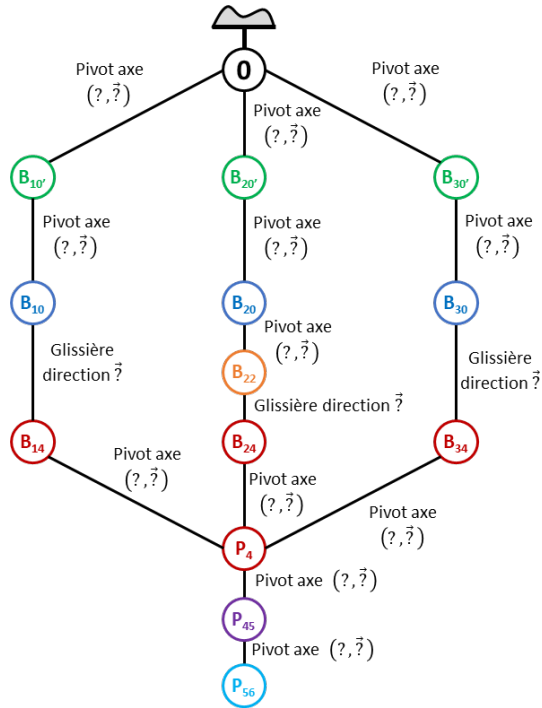 0
Pivot axe
(?, ?⃗)
Pivot axe
(?, ?⃗)
Pivot axe
(?, ?⃗)
B10'
B20'
B30'
Pivot axe
(?, ?⃗)
Pivot axe
(?, ?⃗)
Pivot axe
(?, ?⃗)
B10
B20
B30
Pivot axe
(?, ?⃗)
Glissière
direction ?⃗
B22
Glissière
direction ?⃗
Glissière direction ?⃗
B14
B24
B34
Pivot axe
(?, ?⃗)
Pivot axe
(?, ?⃗)
Pivot axe
(?, ?⃗)
P4
Pivot axe (?, ?⃗)
P45
Pivot axe (?, ?⃗)
P56